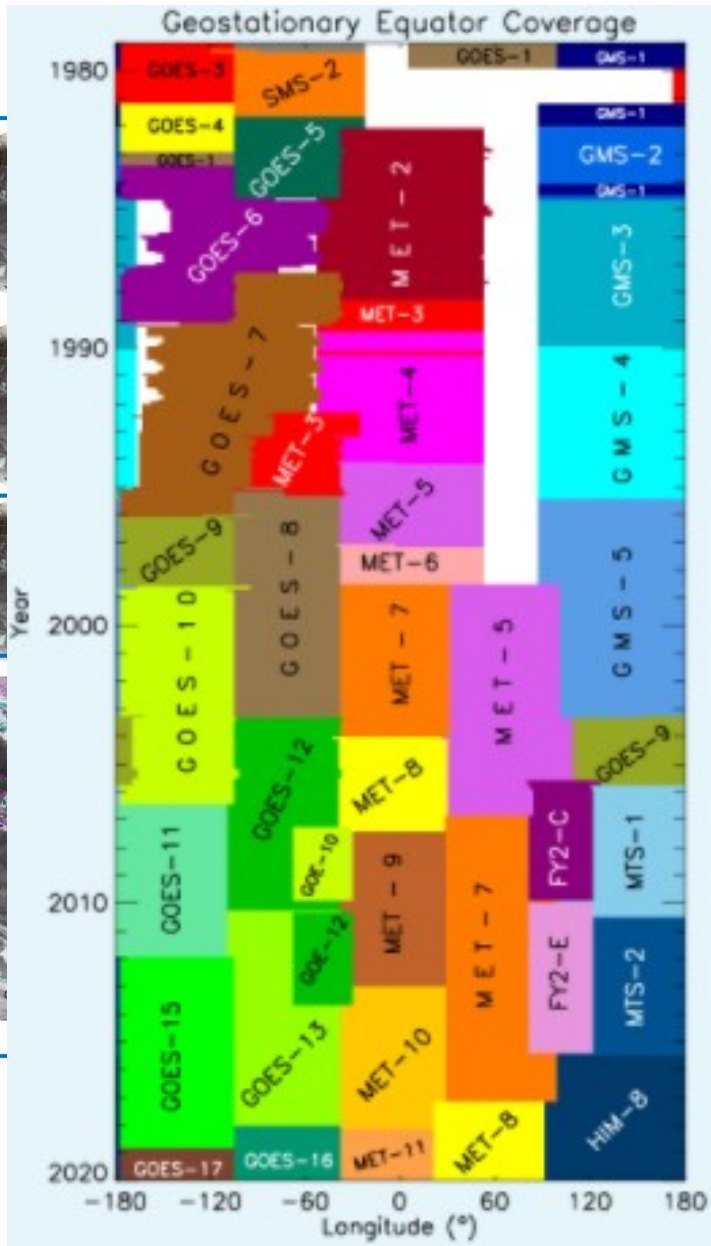 Geostationary Equator Coverage
1980
1990
2000
2010
2020
Year
GOES-3
SMS-2
GOES-1
GMS-1
GOES-4
GMS-1
GOES-5
GMS-2
GOES-1
GMS-1
GOES-6
MET-2
GMS-3
MET-3
GOES-7
MET-4
GMS-4
MET-3
MET-5
GOES-9
GOES-8
MET-6
GMS-5
GOES-10
MET-7
MET-5
GOES-12
MET-8
GOES-9
GOES-11
GOE-10
MET-9
MET-7
FY2-C
MTS-1
GOE-12
FY2-E
MTS-2
GOES-15
GOES-13
MET-10
HIM-8
GOES-17
GOES-16
MET-11
MET-8
-180 -120 -60 0 60 120 180
Longitude (°)